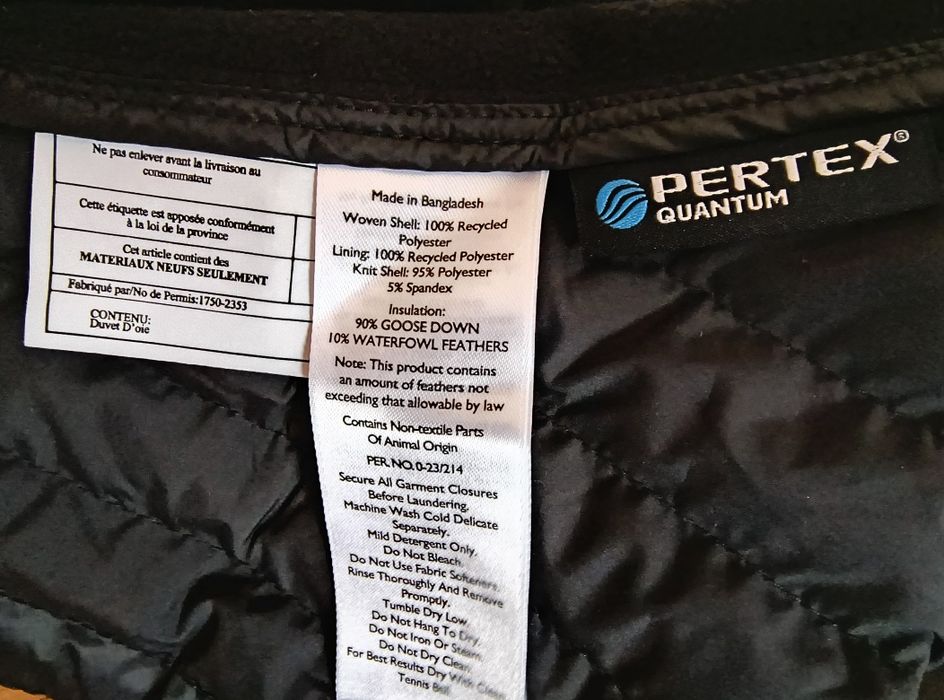 Ne pas enlever avant la livraison au
consommateur
Cette étiquette est apposée conformément
à la loi de la province
Cet article contient des
MATERIAUX NEUFS SEULEMENT
Fabriqué par/No de Permis:1750-2353
CONTENU:
Duvet D'oie
Made in Bangladesh
Woven Shell: 100% Recycled
Polyester
Lining: 100% Recycled Polyester
Knit Shell: 95% Polyester
5% Spandex
Insulation:
90% GOOSE DOWN
10% WATERFOWL FEATHERS
Note: This product contains
an amount of feathers not
exceeding that allowable by law
Contains Non-textile Parts
Of Animal Origin
PER. NO. 0-23/214
Secure All Garment Closures
Before Laundering.
Machine Wash Cold Delicate
Separately.
Mild Detergent Only.
Do Not Bleach.
Do Not Use Fabric Softeners.
Rinse Thoroughly And Remove
Promptly.
Tumble Dry Low.
Do Not Hang To Dry.
Do Not Iron Or Steam.
Do Not Dry Clean.
For Best Results Dry With Clean
Tennis Ball
PERTEX®
QUANTUM